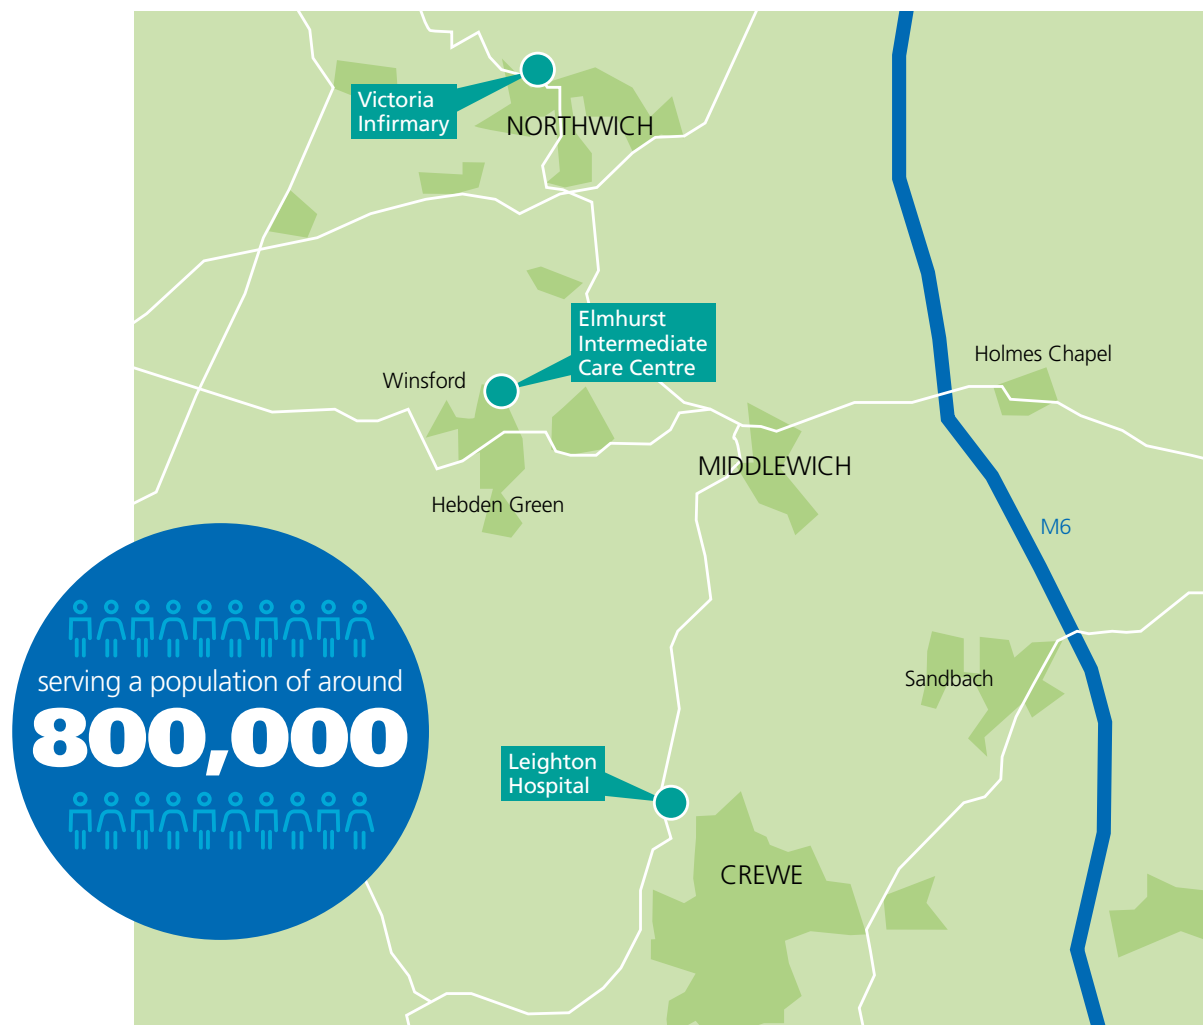 Victoria
Infirmary
NORTHWICH
Elmhurst
Intermediate
Care Centre
Holmes Chapel
Winsford
MIDDLEWICH
Hebden Green
M6
serving a population of around
800,000
Sandbach
Leighton
Hospital
CREWE